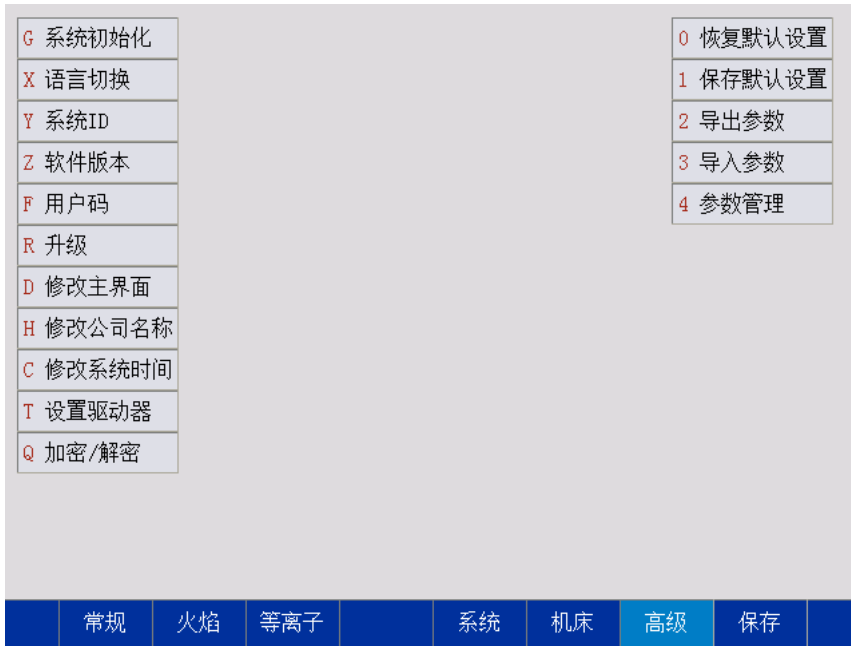 G 系统初始化
X 语言切换
Y 系统ID
Z 软件版本
F 用户码
R 升级
D 修改主界面
H 修改公司名称
C 修改系统时间
T 设置驱动器
Q 加密/解密
0 恢复默认设置
1 保存默认设置
2 导出参数
3 导入参数
4 参数管理
常规 火焰 等离子 系统 机床 高级 保存